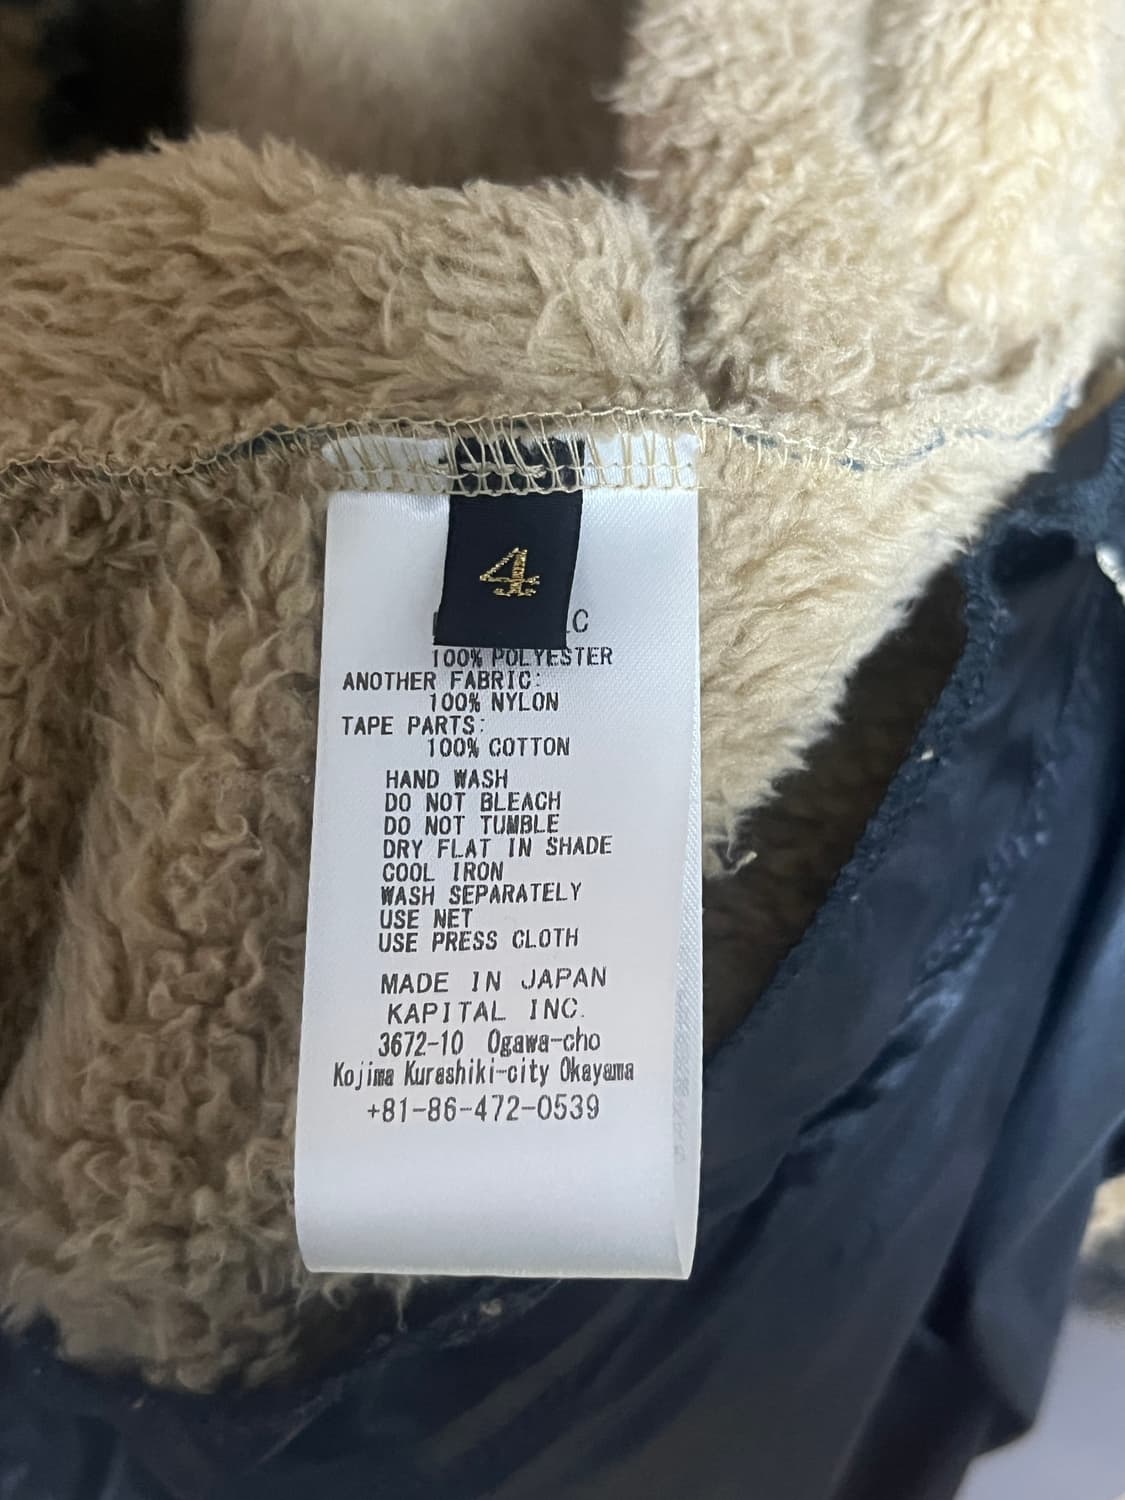 4
100% POLYESTER
ANOTHER FABRIC:
100% NYLON
TAPE PARTS:
100% COTTON
HAND WASH
DO NOT BLEACH
DO NOT TUMBLE
DRY FLAT IN SHADE
COOL IRON
WASH SEPARATELY
USE NET
USE PRESS CLOTH
MADE IN JAPAN
KAPITAL INC.
3672-10 Ogawa-cho
Kojima Kurashiki-city Okayama
+81-86-472-0539